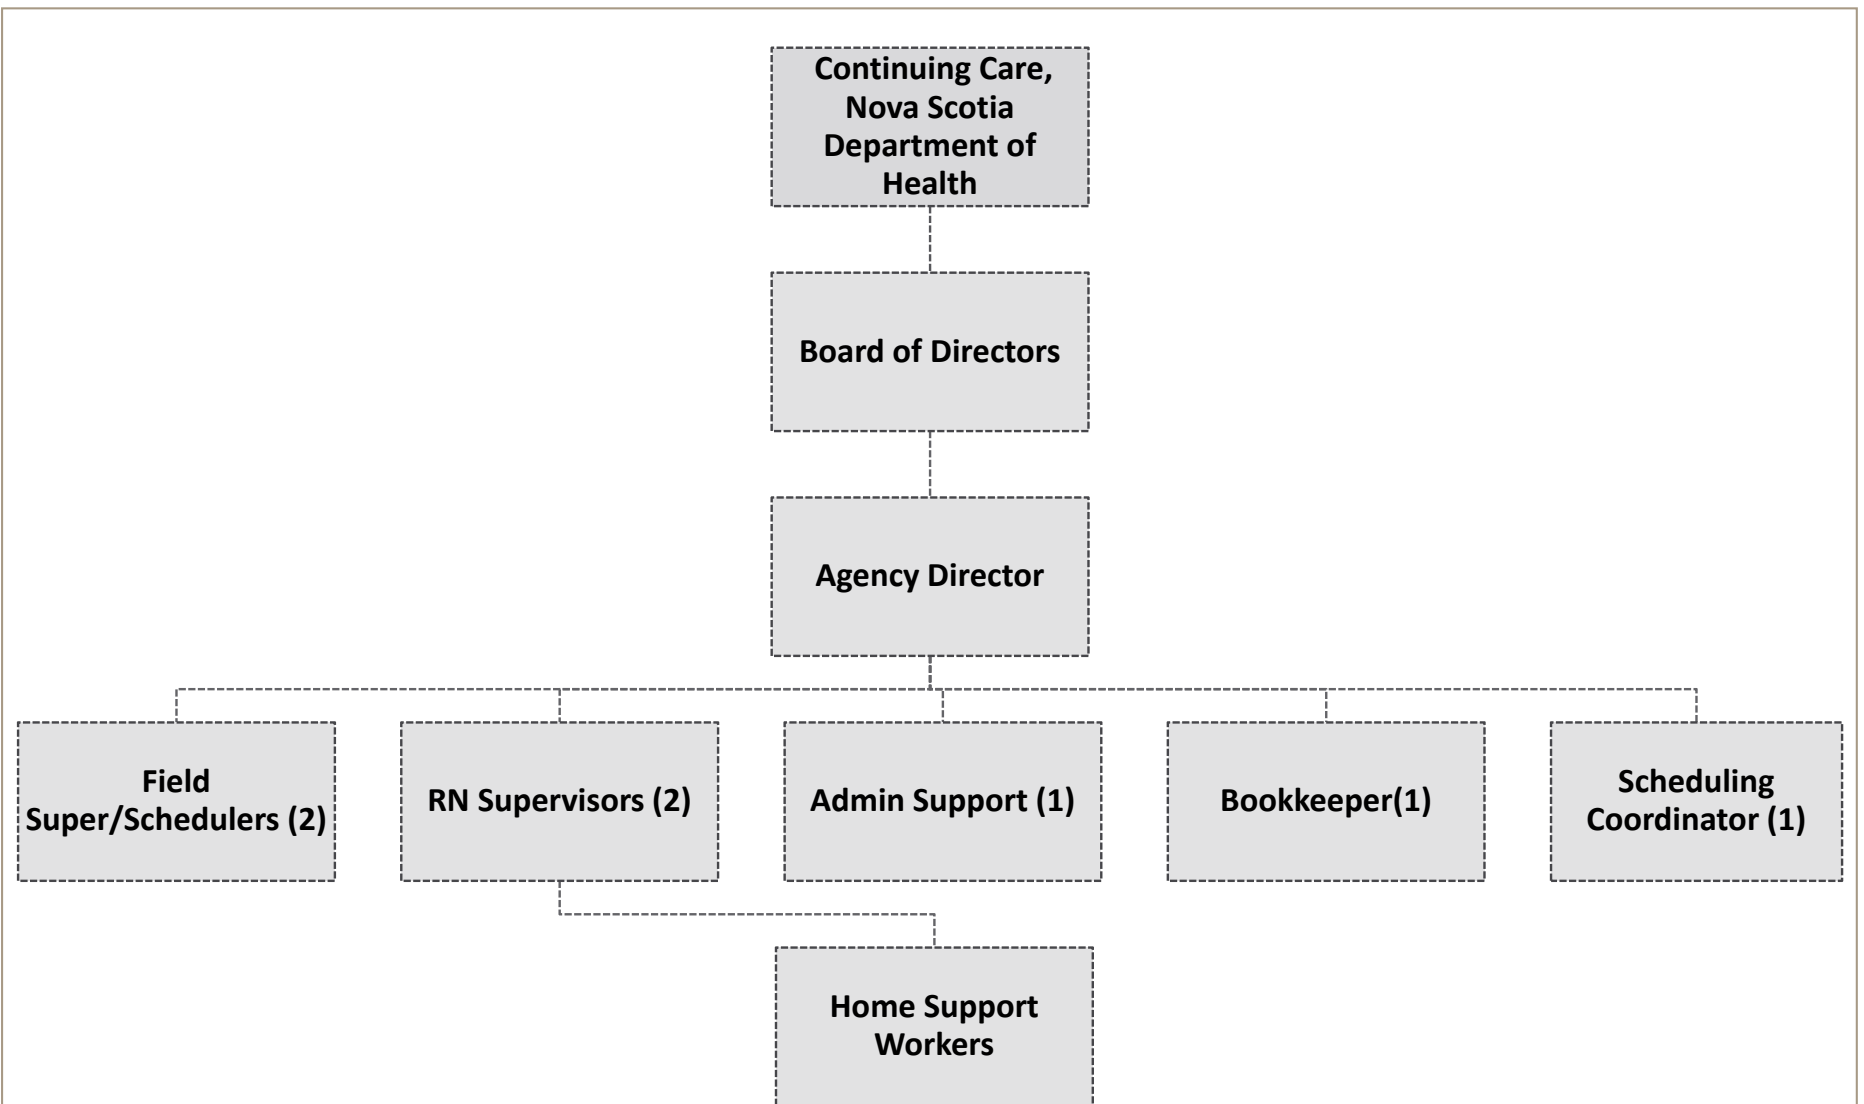 Continuing Care,
Nova Scotia
Department of
Health
Board of Directors
Agency Director
Field
Super/Schedulers (2)
RN Supervisors (2)
Admin Support (1)
Bookkeeper(1)
Scheduling
Coordinator (1)
Home Support
Workers